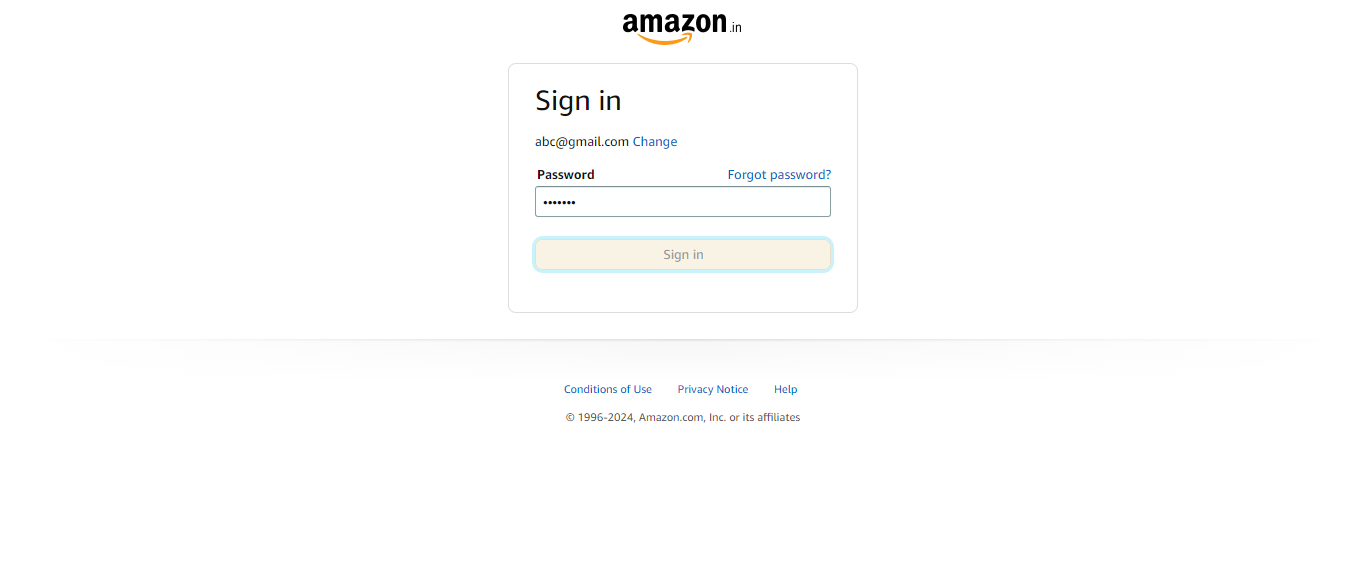 amazon.in
Sign in
abc@gmail.com Change
Password Forgot password?
•••••••
Sign in
Conditions of Use Privacy Notice Help
© 1996-2024, Amazon.com, Inc. or its affiliates